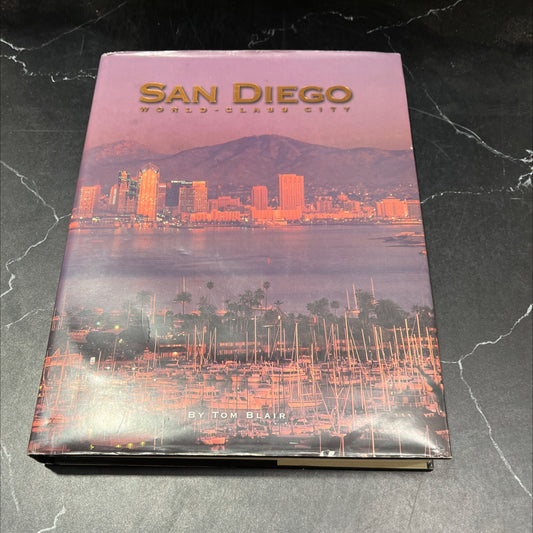 SAN DIEGO
WORLD-CLASS CITY
BY TOM BLAIR